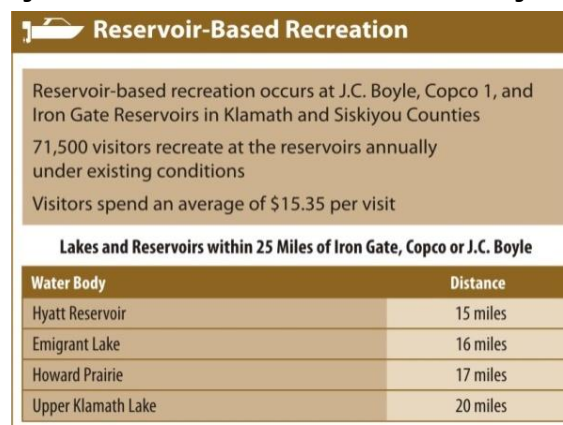 Reservoir-Based Recreation
Reservoir-based recreation occurs at J.C. Boyle, Copco 1, and
Iron Gate Reservoirs in Klamath and Siskiyou Counties
71,500 visitors recreate at the reservoirs annually
under existing conditions
Visitors spend an average of $15.35 per visit
Lakes and Reservoirs within 25 Miles of Iron Gate, Copco or J.C. Boyle
Water Body Distance
Hyatt Reservoir 15 miles
Emigrant Lake 16 miles
Howard Prairie 17 miles
Upper Klamath Lake 20 miles